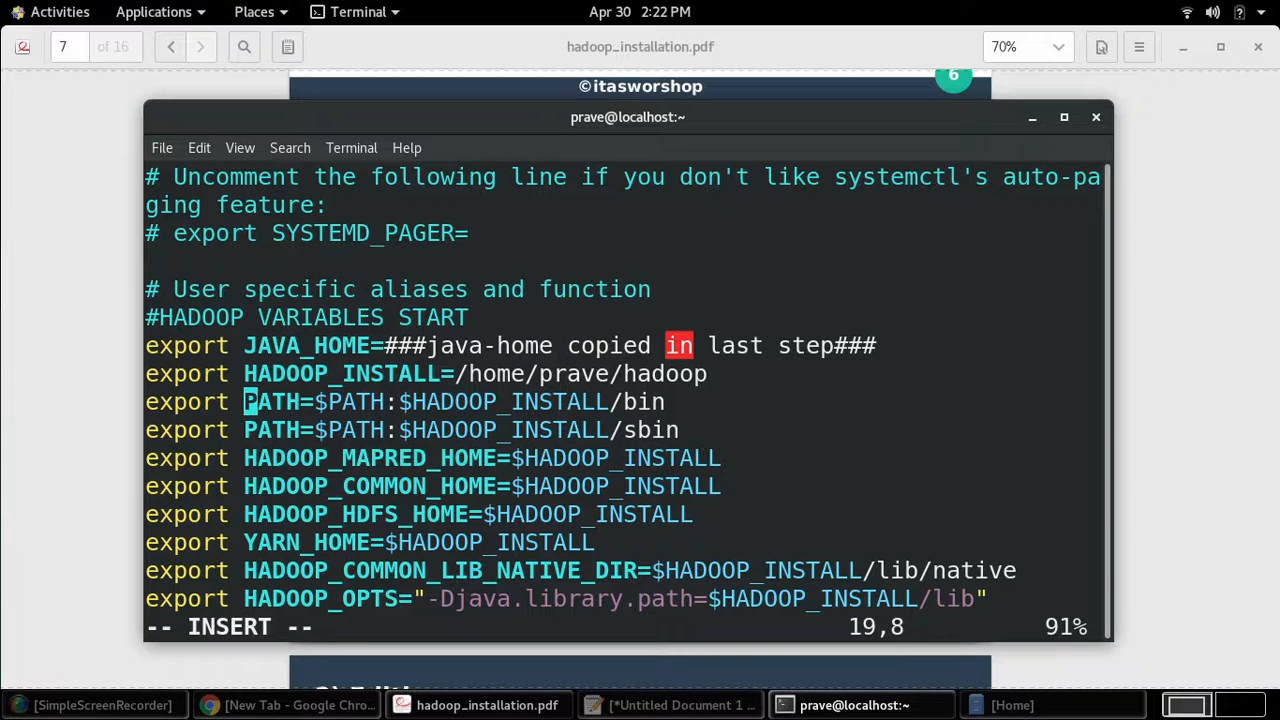 Activities Applications Places Terminal Apr 30 2:22 PM
7 of 16 hadoop_installation.pdf 70%
©itasworshop 6
prave@localhost:~
File Edit View Search Terminal Help
# Uncomment the following line if you don't like systemctl's auto-pa
ging feature:
# export SYSTEMD_PAGER=
# User specific aliases and function
#HADOOP VARIABLES START
export JAVA_HOME=###java-home copied in last step###
export HADOOP_INSTALL=/home/prave/hadoop
export PATH=$PATH:$HADOOP_INSTALL/bin
export PATH=$PATH:$HADOOP_INSTALL/sbin
export HADOOP_MAPRED_HOME=$HADOOP_INSTALL
export HADOOP_COMMON_HOME=$HADOOP_INSTALL
export HADOOP_HDFS_HOME=$HADOOP_INSTALL
export YARN_HOME=$HADOOP_INSTALL
export HADOOP_COMMON_LIB_NATIVE_DIR=$HADOOP_INSTALL/lib/native
export HADOOP_OPTS="-Djava.library.path=$HADOOP_INSTALL/lib"
-- INSERT -- 19,8 91%
[SimpleScreenRecorder] [New Tab - Google Chro... hadoop_installation.pdf [*Untitled Document 1 ... prave@localhost:~ [Home]